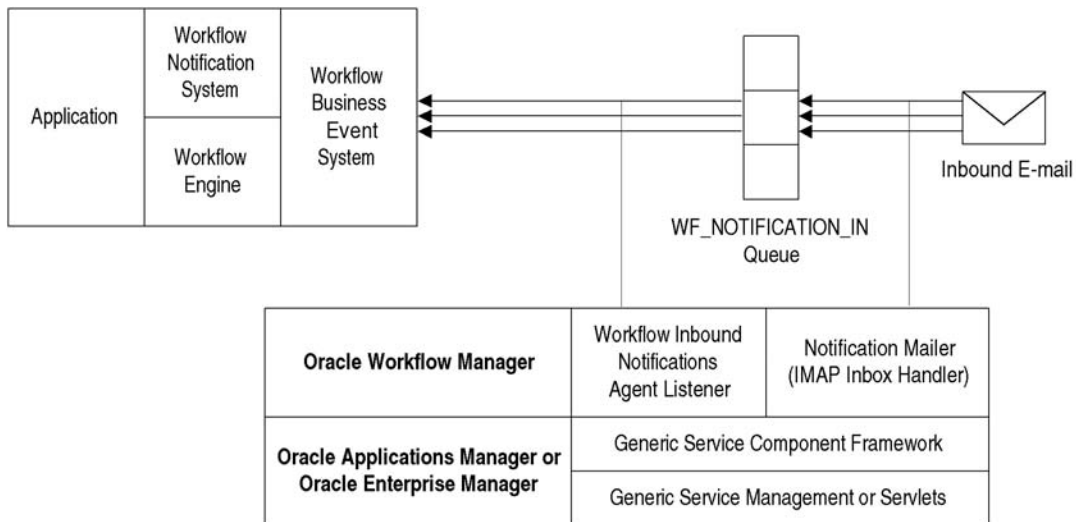 Application
Workflow
Notification
System
Workflow
Engine
Workflow
Business
Event
System
WF_NOTIFICATION_IN
Queue
Inbound E-mail
Oracle Workflow Manager
Workflow Inbound
Notifications
Agent Listener
Notification Mailer
(IMAP Inbox Handler)
Oracle Applications Manager or
Oracle Enterprise Manager
Generic Service Component Framework
Generic Service Management or Servlets